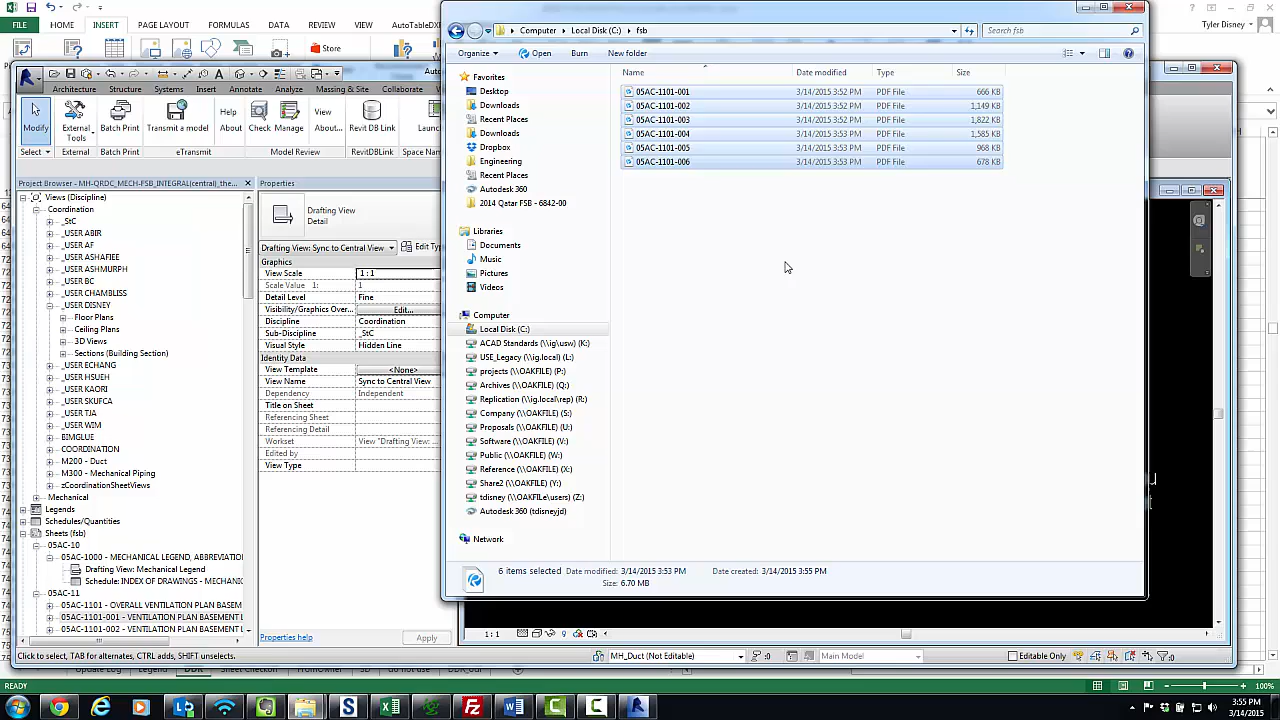 Tyler Disney
FILE HOME INSERT PAGE LAYOUT FORMULAS DATA REVIEW VIEW AutoTableDX
Store
Computer Local Disk (C:) fsb
Search fsb
Organize Open Burn New folder
Name Date modified Type Size
05AC-1101-001 3/14/2015 3:52 PM PDF File 666 KB
05AC-1101-002 3/14/2015 3:52 PM PDF File 1,149 KB
05AC-1101-003 3/14/2015 3:52 PM PDF File 1,822 KB
05AC-1101-004 3/14/2015 3:53 PM PDF File 1,585 KB
05AC-1101-005 3/14/2015 3:53 PM PDF File 968 KB
05AC-1101-006 3/14/2015 3:53 PM PDF File 678 KB
Favorites
Desktop
Downloads
Recent Places
Downloads
Dropbox
Engineering
Recent Places
Autodesk 360
2014 Qatar FSB - 6842-00
Libraries
Documents
Music
Pictures
Videos
Computer
Local Disk (C:)
ACAD Standards (\\ig\usw) (K:)
USE_Legacy (\\ig.local) (L:)
projects (\\OAKFILE) (P:)
Archives (\\OAKFILE) (Q:)
Replication (\\ig.local\rep) (R:)
Company (\\OAKFILE) (S:)
Proposals (\\OAKFILE) (U:)
Software (\\OAKFILE) (V:)
Public (\\OAKFILE) (W:)
Reference (\\OAKFILE) (X:)
Share2 (\\OAKFILE) (Y:)
tdisney (\\OAKFILe\users) (Z:)
Autodesk 360 (tdisneyjd)
Network
6 items selected Date modified: 3/14/2015 3:53 PM Date created: 3/14/2015 3:55 PM
Size: 6.70 MB
Aut
Architecture Structure Systems Insert Annotate Analyze Massing & Site Collaborate
Modify External Tools Batch Print Transmit a model Help About Check Manage View... About... Revit DB Link Launc
Select External Batch Print eTransmit Model Review RevitDBLink Space Nam
Project Browser - MH-QRDC_MECH-FSB_INTEGRAL(central)_the...
Views (Discipline)
Coordination
_StC
_USER ABIR
_USER AF
_USER ASHAFIEE
_USER ASHMURPH
_USER BC
_USER CHAMBLISS
_USER DISNEY
Floor Plans
Ceiling Plans
3D Views
Sections (Building Section)
_USER ECHANG
_USER HSUEH
_USER KAORI
_USER SKUFCA
_USER TJA
_USER WIM
BIMGLUE
COORDINATION
M200 - Duct
M300 - Mechanical Piping
zCoordinationSheetViews
Mechanical
Legends
Schedules/Quantities
Sheets (fsb)
05AC-10
05AC-1000 - MECHANICAL LEGEND, ABBREVIATION
Drafting View: Mechanical Legend
Schedule: INDEX OF DRAWINGS - MECHANIC
05AC-11
05AC-1101 - OVERALL VENTILATION PLAN BASEM
05AC-1101-001 - VENTILATION PLAN BASEMENT L
05AC-1101-002 - VENTILATION PLAN BASEMENT L
Properties
Drafting View
Detail
Drafting View: Sync to Central View Edit Typ
Graphics
View Scale 1 : 1
Scale Value 1: 1
Detail Level Fine
Visibility/Graphics Over... Edit...
Discipline Coordination
Sub-Discipline _StC
Visual Style Hidden Line
Identity Data
View Template <None>
View Name Sync to Central View
Dependency Independent
Title on Sheet
Referencing Sheet
Referencing Detail
Workset View "Drafting View: ...
Edited by
View Type
Properties help Apply
1 : 1
Click to select, TAB for alternates, CTRL adds, SHIFT unselects.
MH_Duct (Not Editable) :0 Main Model Editable Only :0
READY
100%
3:55 PM
3/14/2015